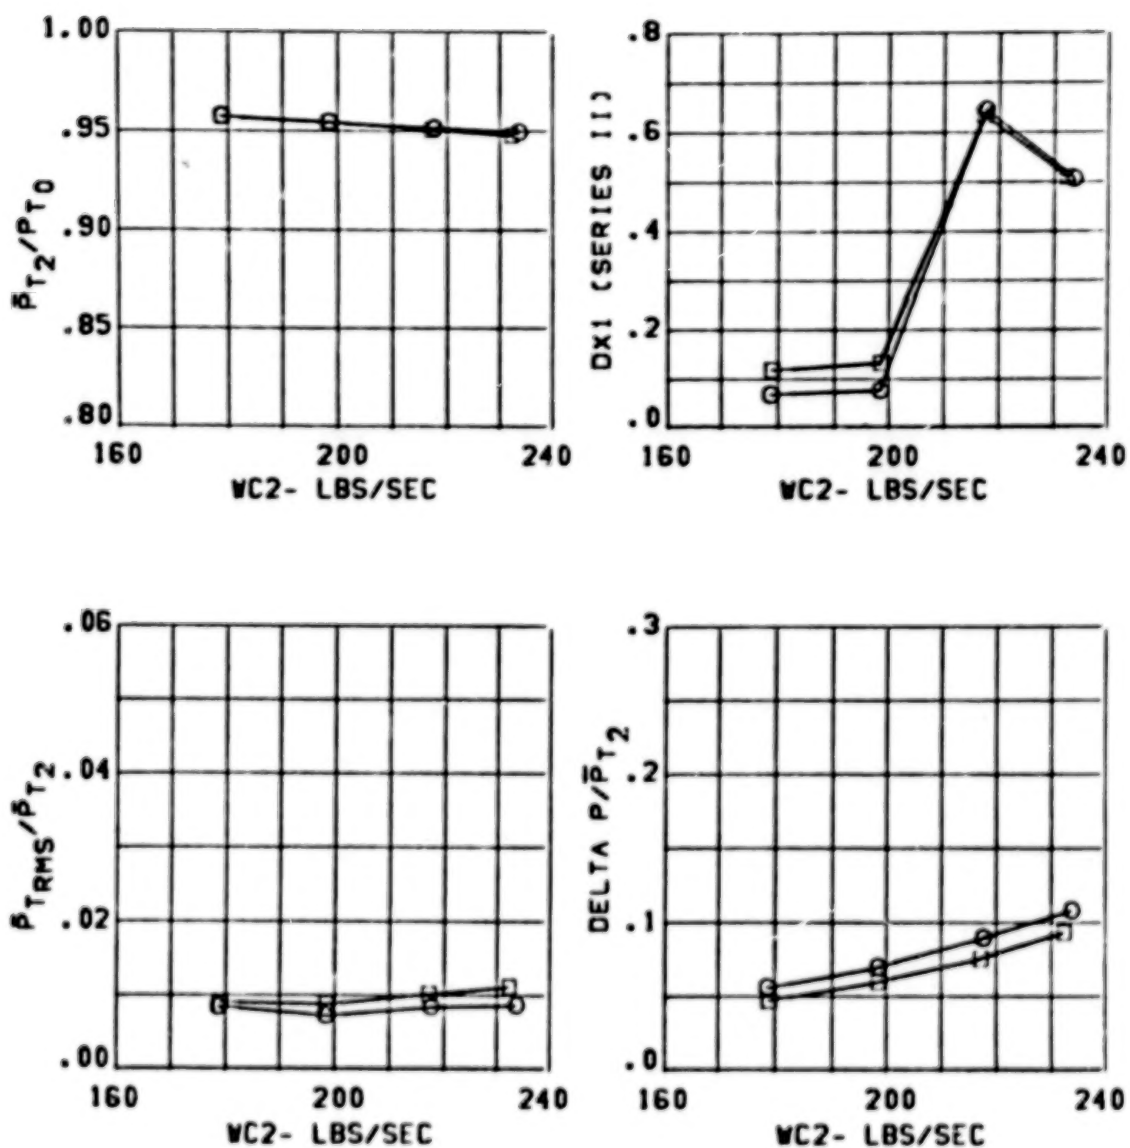 1.00
.95
.90
.85
.80
P̄T2/PT0
160 200 240
WC2- LBS/SEC
.8
.6
.4
.2
.0
DX1 (SERIES II)
160 200 240
WC2- LBS/SEC
.06
.04
.02
.00
P̄TRMS/P̄T2
160 200 240
WC2- LBS/SEC
.3
.2
.1
.0
DELTA P/P̄T2
160 200 240
WC2- LBS/SEC